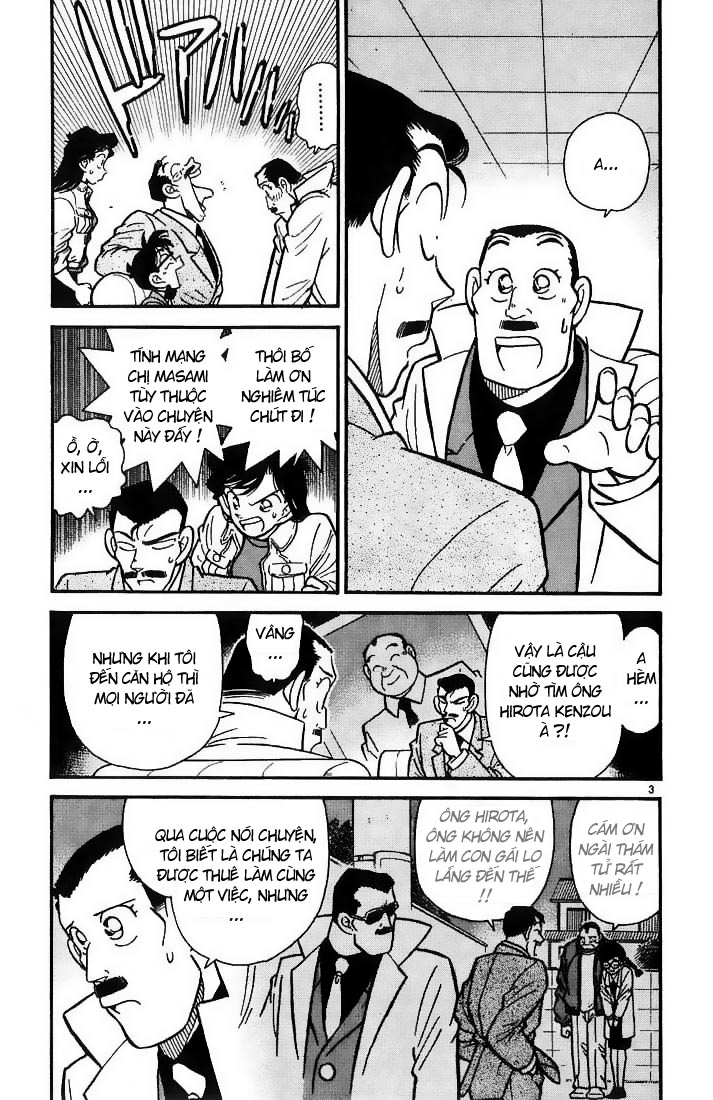 A...
.........
THÔI BỐ
LÀM ƠN
NGHIÊM TÚC
CHÚT ĐI !
TÍNH MẠNG
CHỊ MASAMI
TÙY THUỘC
VÀO CHUYỆN
NÀY ĐẤY !
Ồ, Ờ,
XIN LỖI
...
A
HÈM
...
VẬY LÀ CẬU
CŨNG ĐƯỢC
NHỜ TÌM ÔNG
HIROTA KENZOU
À ?!
VÂNG
...
NHƯNG KHI TÔI
ĐẾN CĂN HỘ THÌ
MỌI NGƯỜI ĐÃ
...
3
CÁM ƠN
NGÀI THÁM
TỬ RẤT
NHIỀU !
ÔNG HIROTA,
ÔNG KHÔNG NÊN
LÀM CON GÁI LO
LẮNG ĐẾN THẾ
!!
QUA CUỘC NÓI CHUYỆN,
TÔI BIẾT LÀ CHÚNG TA
ĐƯỢC THUÊ LÀM CÙNG
MỘT VIỆC, NHƯNG
...